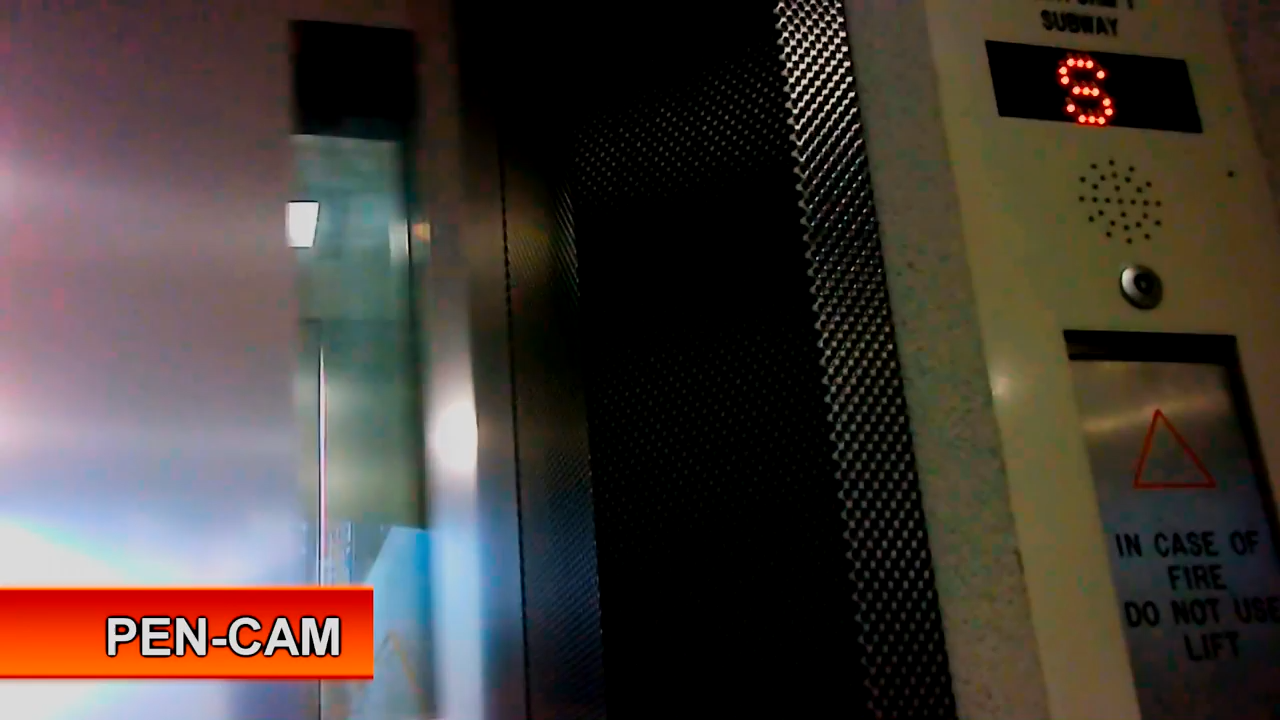 SUBWAY
S
IN CASE OF
FIRE
DO NOT USE
LIFT
PEN-CAM